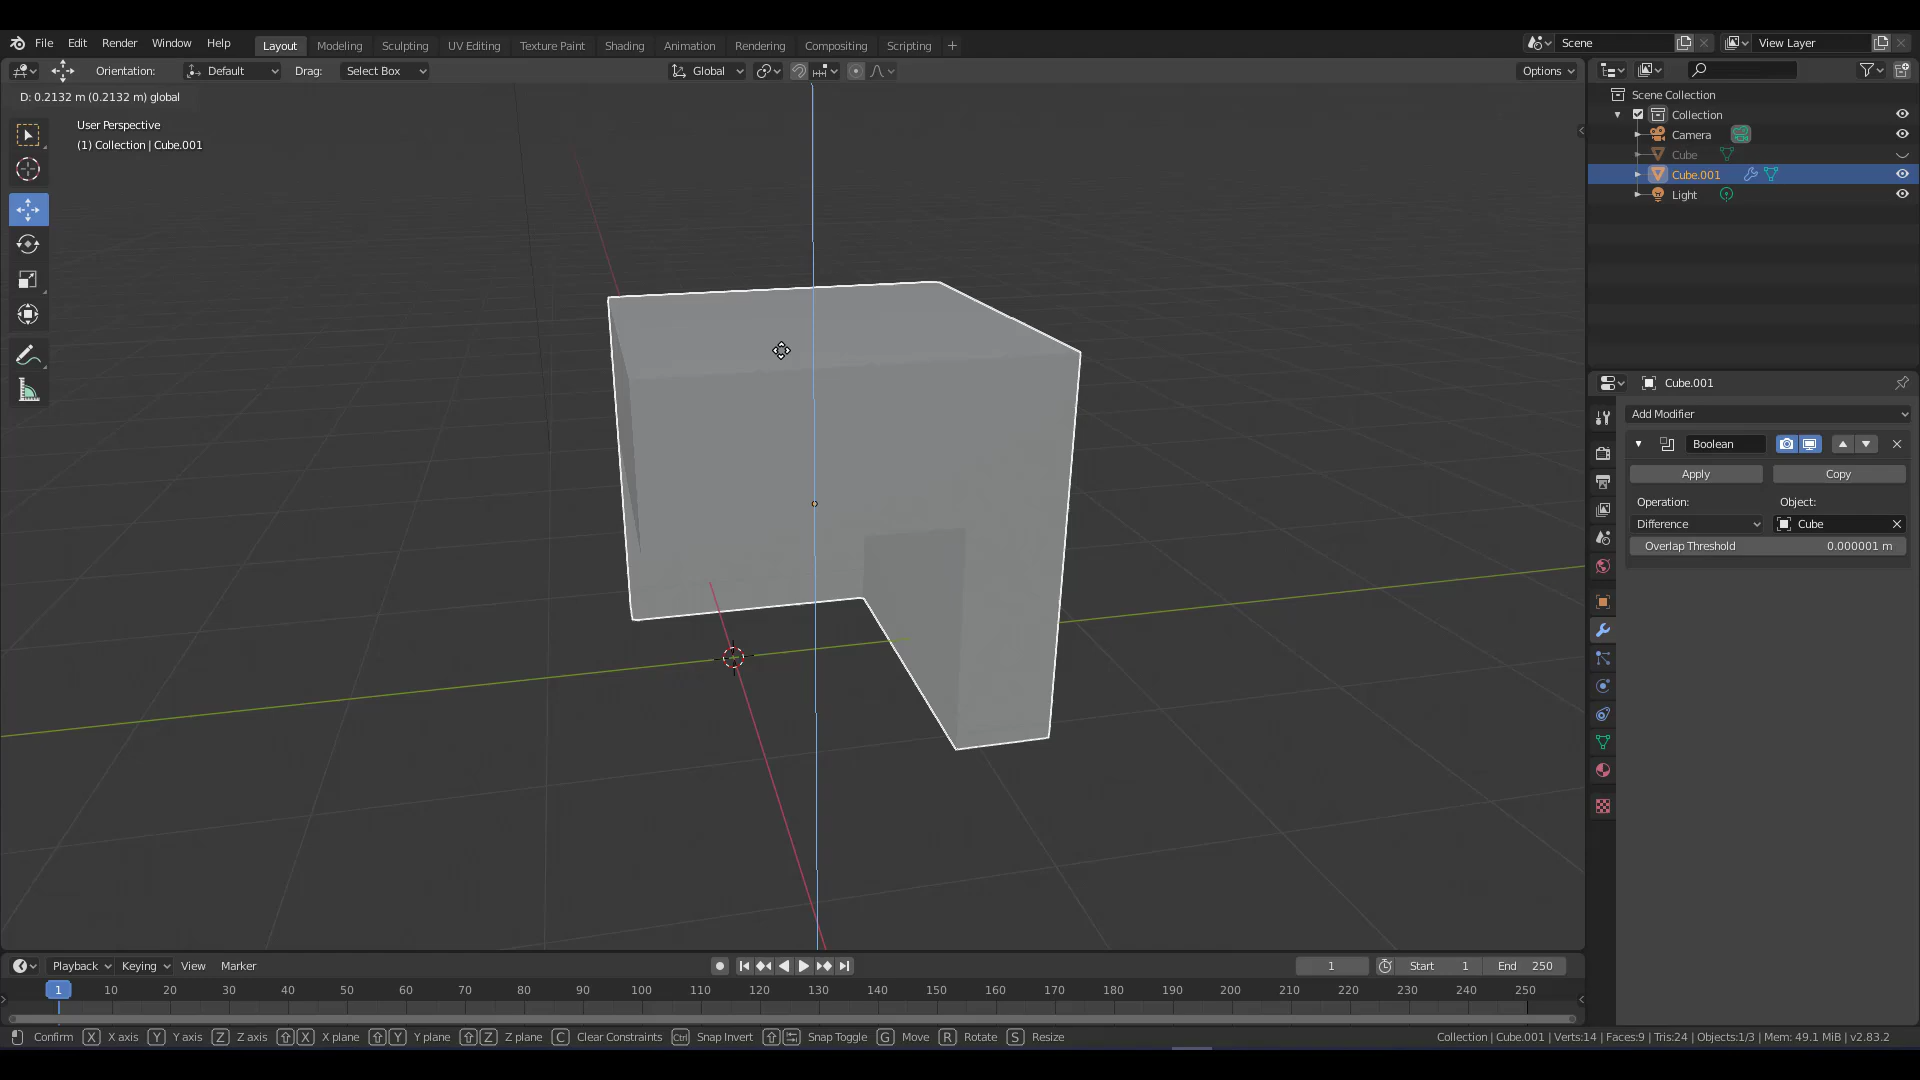 File Edit Render Window Help Layout Modeling Sculpting UV Editing Texture Paint Shading Animation Rendering Compositing Scripting + Scene View Layer
Orientation: Default Drag: Select Box Global Options
D: 0.2132 m (0.2132 m) global
User Perspective
(1) Collection | Cube.001
Scene Collection
Collection
Camera
Cube
Cube.001
Light
Cube.001
Add Modifier
Boolean
Apply Copy
Operation: Object:
Difference Cube
Overlap Threshold 0.000001 m
Playback Keying View Marker 1 Start 1 End 250
1 10 20 30 40 50 60 70 80 90 100 110 120 130 140 150 160 170 180 190 200 210 220 230 240 250
Confirm X X axis Y Y axis Z Z axis X X plane Y Y plane Z Z plane C Clear Constraints Ctrl Snap Invert Snap Toggle G Move R Rotate S Resize Collection | Cube.001 | Verts:14 | Faces:9 | Tris:24 | Objects:1/3 | Mem: 49.1 MiB | v2.83.2